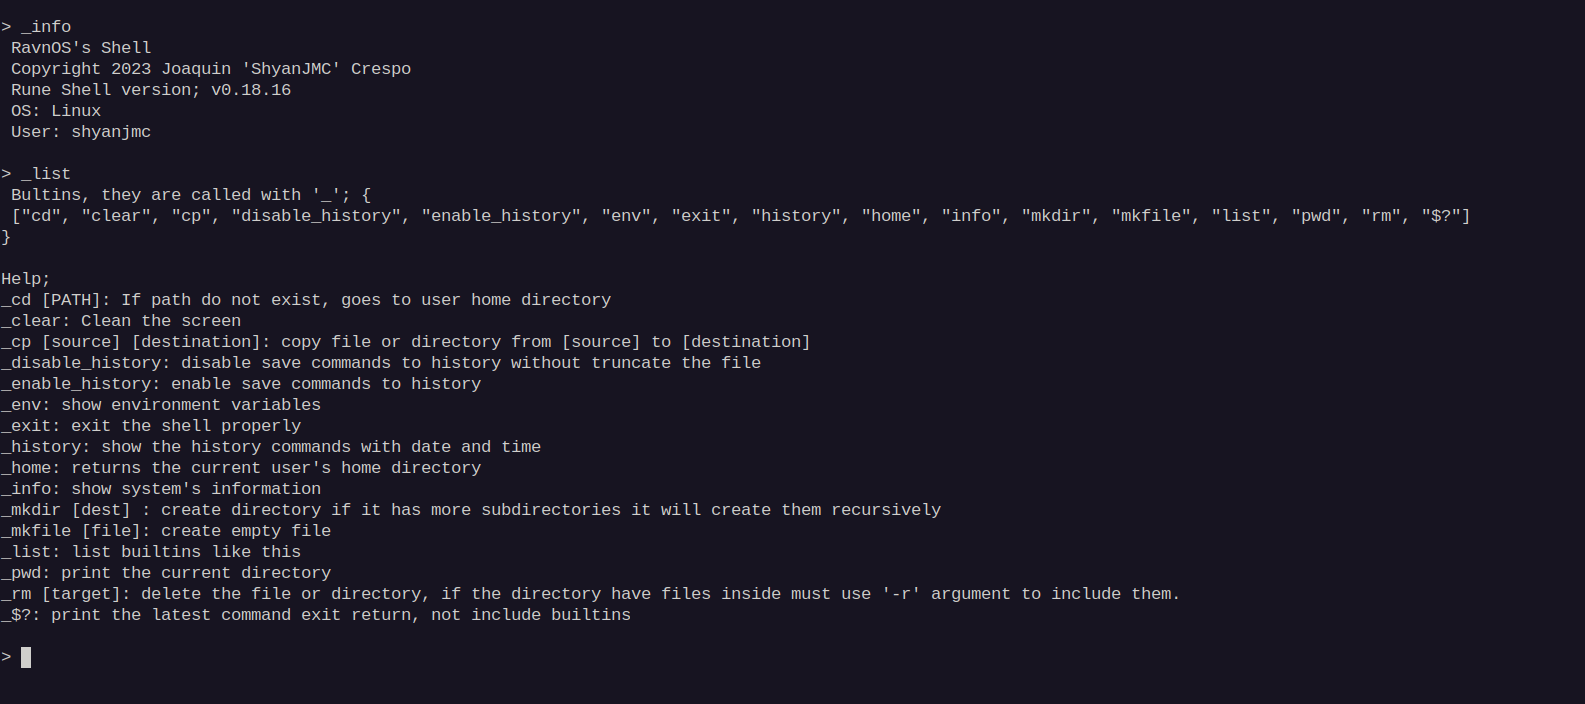 > _info
RavnOS's Shell
Copyright 2023 Joaquin 'ShyanJMC' Crespo
Rune Shell version; v0.18.16
OS: Linux
User: shyanjmc
> _list
Bultins, they are called with '_'; {
["cd", "clear", "cp", "disable_history", "enable_history", "env", "exit", "history", "home", "info", "mkdir", "mkfile", "list", "pwd", "rm", "$?"]
}
Help;
_cd [PATH]: If path do not exist, goes to user home directory
_clear: Clean the screen
_cp [source] [destination]: copy file or directory from [source] to [destination]
_disable_history: disable save commands to history without truncate the file
_enable_history: enable save commands to history
_env: show environment variables
_exit: exit the shell properly
_history: show the history commands with date and time
_home: returns the current user's home directory
_info: show system's information
_mkdir [dest] : create directory if it has more subdirectories it will create them recursively
_mkfile [file]: create empty file
_list: list builtins like this
_pwd: print the current directory
_rm [target]: delete the file or directory, if the directory have files inside must use '-r' argument to include them.
_$?: print the latest command exit return, not include builtins
>